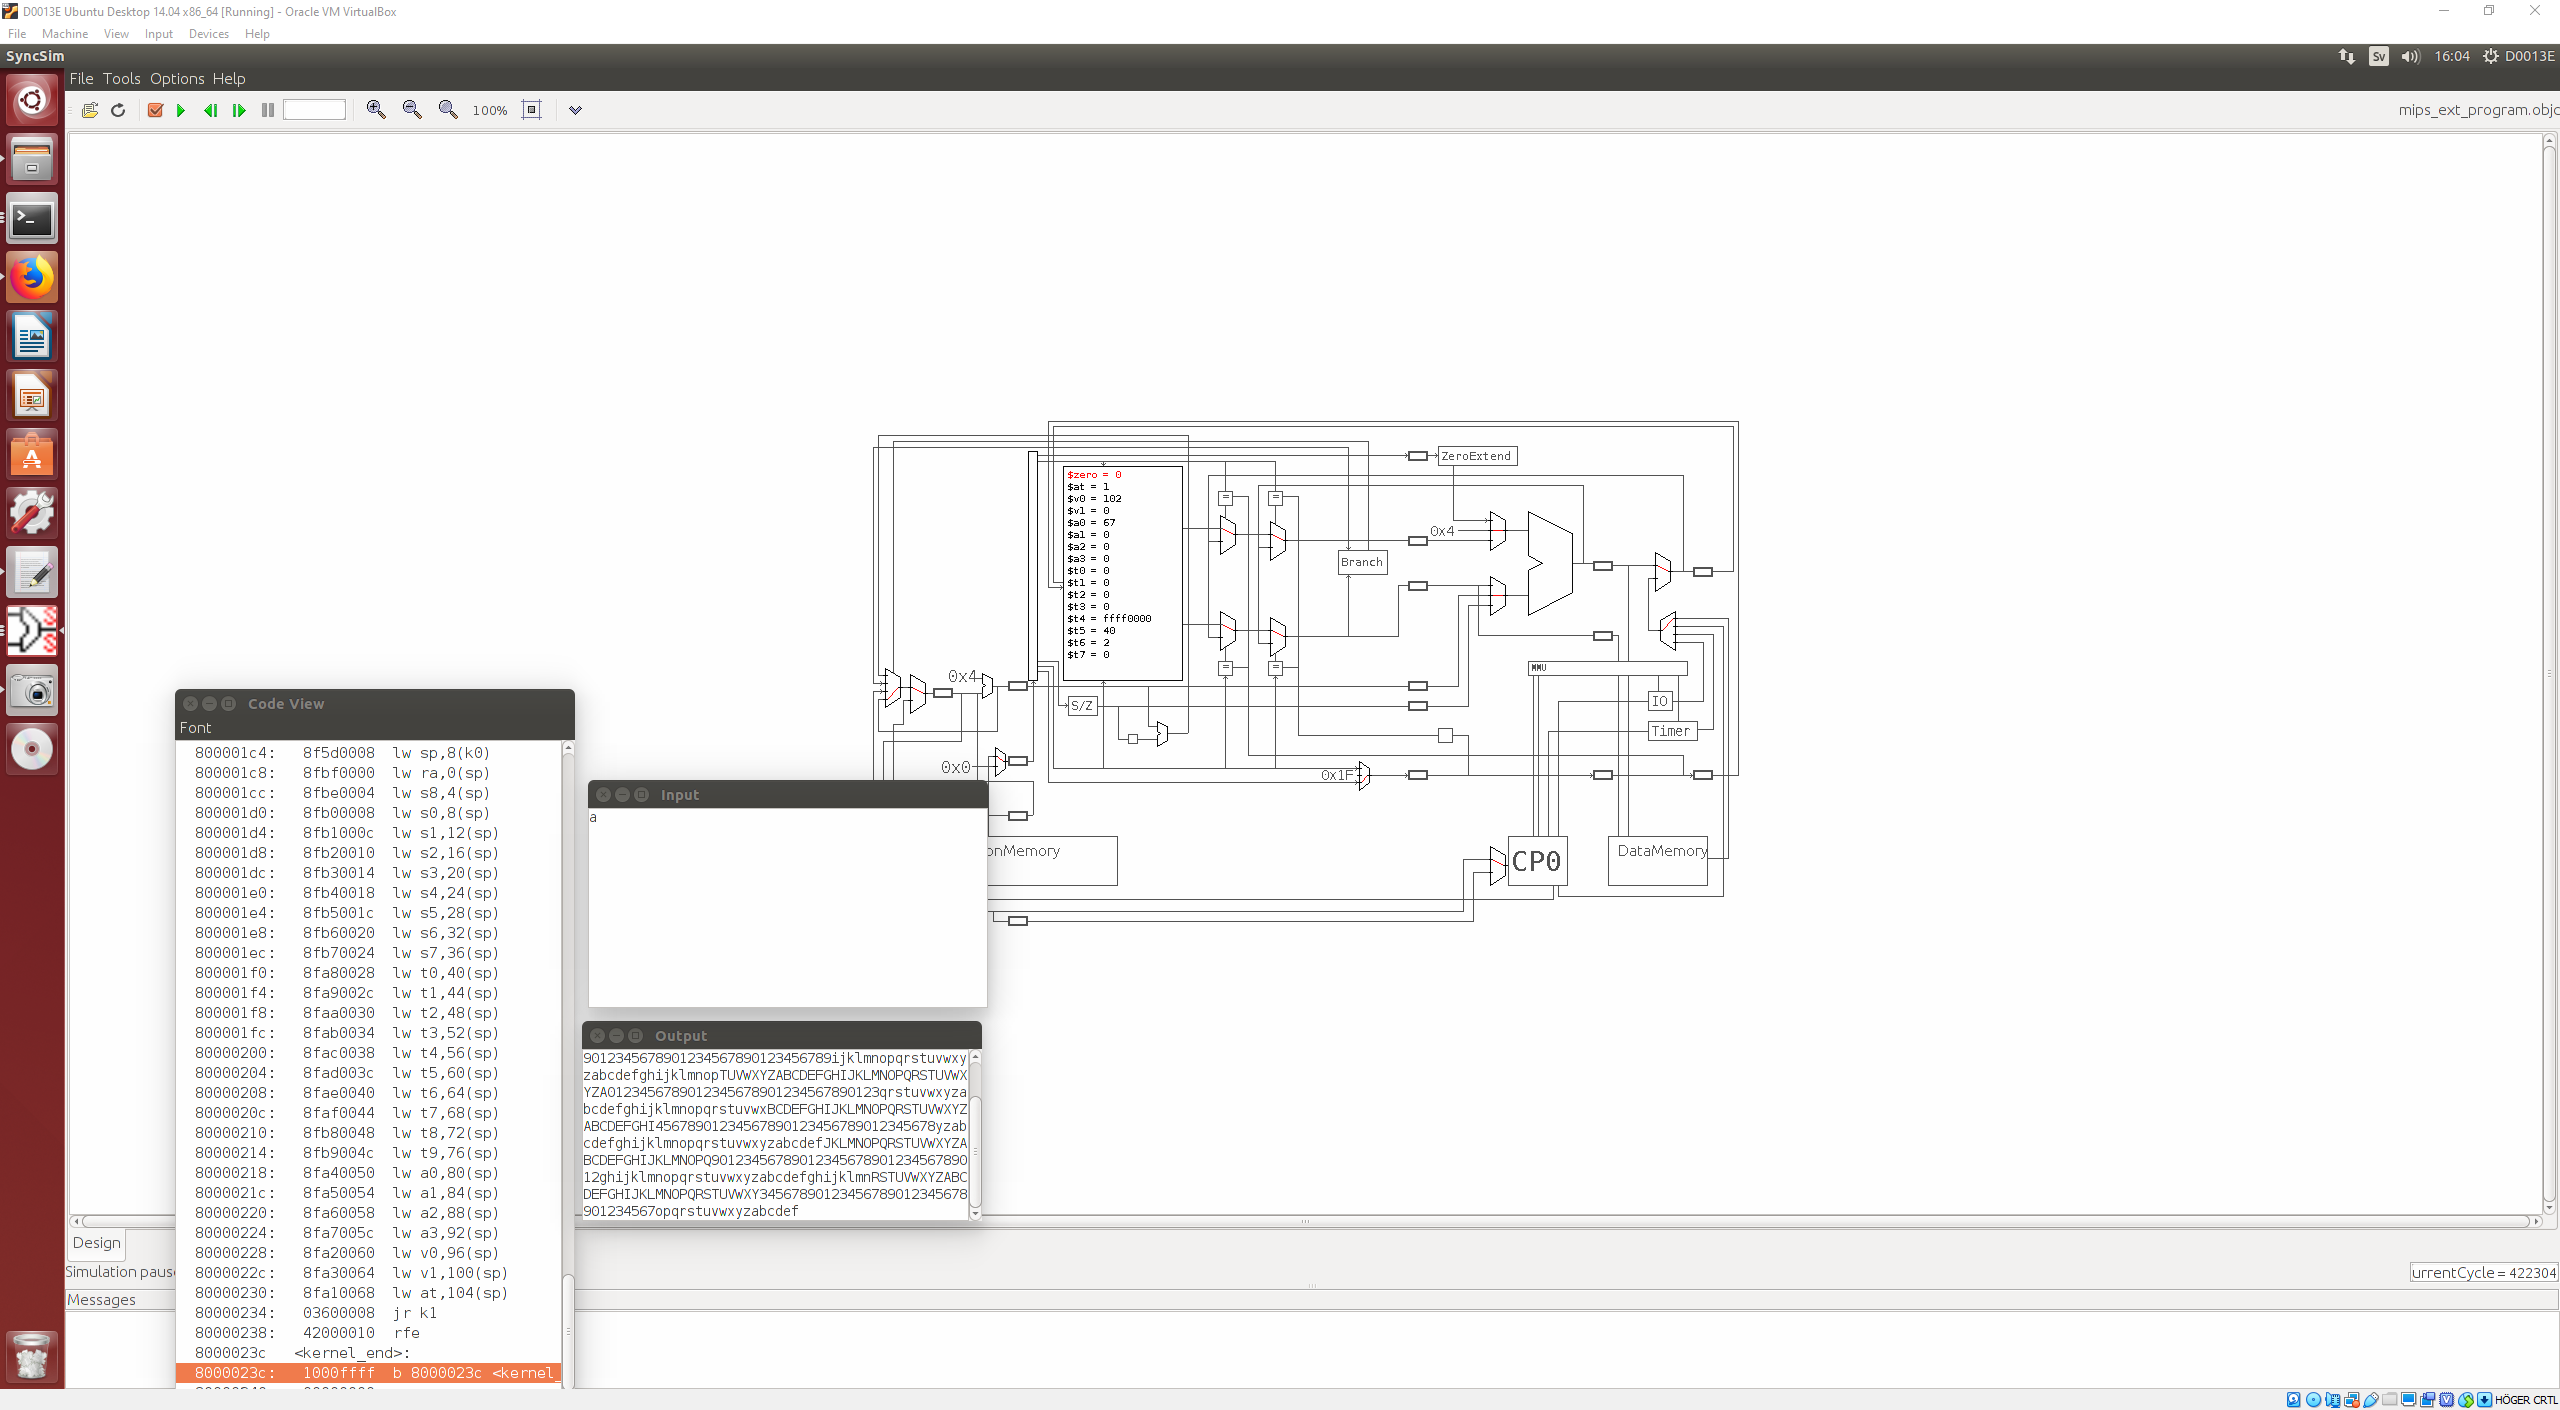 D0013E Ubuntu Desktop 14.04 x86_64 [Running] - Oracle VM VirtualBox
File Machine View Input Devices Help
SyncSim
Sv 16:04 D0013E
File Tools Options Help
100%
mips_ext_program.objc
ZeroExtend
$zero = 0
$at = 1
$v0 = 102
$v1 = 0
$a0 = 67
$a1 = 0
$a2 = 0
$a3 = 0
$t0 = 0
$t1 = 0
$t2 = 0
$t3 = 0
$t4 = ffff0000
$t5 = 40
$t6 = 2
$t7 = 0
=
=
0x4
Branch
=
=
MMU
0x4
IO
S/Z
Timer
0x0
0x1F
onMemory
CP0
DataMemory
Code View
Font
800001c4: 8f5d0008 lw sp,8(k0)
800001c8: 8fbf0000 lw ra,0(sp)
800001cc: 8fbe0004 lw s8,4(sp)
800001d0: 8fb00008 lw s0,8(sp)
800001d4: 8fb1000c lw s1,12(sp)
800001d8: 8fb20010 lw s2,16(sp)
800001dc: 8fb30014 lw s3,20(sp)
800001e0: 8fb40018 lw s4,24(sp)
800001e4: 8fb5001c lw s5,28(sp)
800001e8: 8fb60020 lw s6,32(sp)
800001ec: 8fb70024 lw s7,36(sp)
800001f0: 8fa80028 lw t0,40(sp)
800001f4: 8fa9002c lw t1,44(sp)
800001f8: 8faa0030 lw t2,48(sp)
800001fc: 8fab0034 lw t3,52(sp)
80000200: 8fac0038 lw t4,56(sp)
80000204: 8fad003c lw t5,60(sp)
80000208: 8fae0040 lw t6,64(sp)
8000020c: 8faf0044 lw t7,68(sp)
80000210: 8fb80048 lw t8,72(sp)
80000214: 8fb9004c lw t9,76(sp)
80000218: 8fa40050 lw a0,80(sp)
8000021c: 8fa50054 lw a1,84(sp)
80000220: 8fa60058 lw a2,88(sp)
80000224: 8fa7005c lw a3,92(sp)
80000228: 8fa20060 lw v0,96(sp)
8000022c: 8fa30064 lw v1,100(sp)
80000230: 8fa10068 lw at,104(sp)
80000234: 03600008 jr k1
80000238: 42000010 rfe
8000023c <kernel_end>:
8000023c: 1000ffff b 8000023c <kernel_
Input
a
Output
901234567890123456789012345678 9ijklmnopqrstuvwxy
zabcdefghijklmnopTUVWXYZABCDEFGHIJKLMNOPQRSTUVWX
YZA0123456789012345678901234567890123qrstuvwxyza
bcdefghijklmnopqrstuvwxBCDEFGHIJKLMNOPQRSTUVWXYZ
ABCDEFGHI45678901234567890123456789012345678yzab
cdefghijklmnopqrstuvwxyzabcdefJKLMNOPQRSTUVWXYZA
BCDEFGHIJKLMNOPQ90123456789012345678901234567890
12ghijklmnopqrstuvwxyzabcdefghijklmnRSTUVWXYZABC
DEFGHIJKLMNOPQRSTUVWXY34567890123456789012345678
901234567opqrstuvwxyzabcdef
Design
Simulation paus
urrentCycle = 422304
Messages
HÖGER CRTL